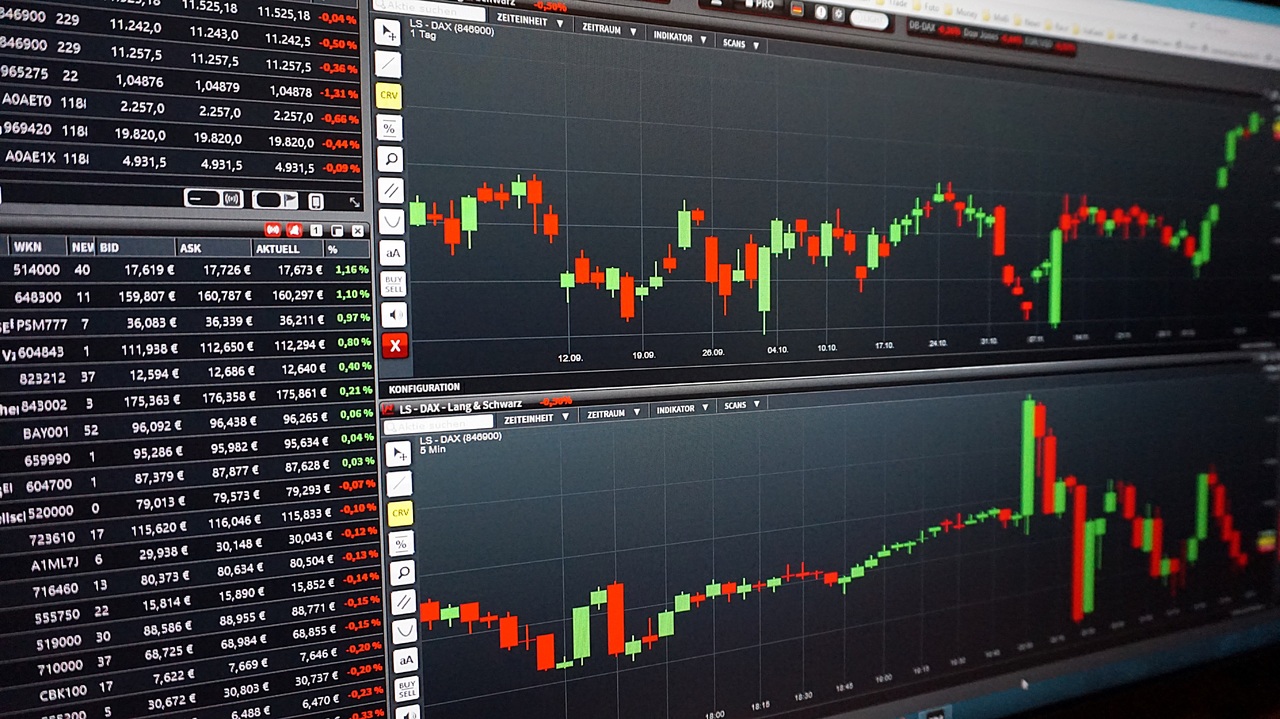 11.525,18 11.525,18 -0,04 %
11.242,0 11.243,0 11.242,5 -0,50 %
846900 229 11.257,5 11.257,5 11.257,5 -0,36 %
965275 22 1,04876 1,04879 1,04878 -1,31 %
A0AET0 118 2.257,0 2.257,0 2.257,0 -0,66 %
969420 118 19.820,0 19.820,0 19.820,0 -0,44 %
A0AE1X 118 4.931,5 4.931,5 4.931,5 -0,09 %
WKN NEW BID ASK AKTUELL %
514000 40 17,619 € 17,726 € 17,673 € 1,16 %
648300 11 159,807 € 160,787 € 160,297 € 1,10 %
PSM777 7 36,083 € 36,339 € 36,211 € 0,97 %
604843 1 111,938 € 112,650 € 112,294 € 0,80 %
823212 37 12,594 € 12,686 € 12,640 € 0,40 %
843002 3 175,363 € 176,358 € 175,861 € 0,21 %
BAY001 52 96,092 € 96,438 € 96,265 € 0,06 %
659990 1 95,286 € 95,982 € 95,634 € 0,04 %
604700 1 87,379 € 87,877 € 87,628 € 0,03 %
520000 0 79,013 € 79,573 € 79,293 € -0,07 %
723610 17 115,620 € 116,046 € 115,833 € -0,10 %
A1ML7J 6 29,938 € 30,148 € 30,043 € -0,12 %
716460 13 80,373 € 80,634 € 80,504 € -0,13 %
555750 22 15,814 € 15,890 € 15,852 € -0,14 %
519000 30 88,586 € 88,955 € 88,771 € -0,15 %
710000 37 68,725 € 68,984 € 68,855 € -0,15 %
CBK100 17 7,622 € 7,669 € 7,646 € -0,20 %
5 30,672 € 30,803 € 30,737 € -0,20 %
6,488 € 6,470 € -0,23 %
-0,33 %
-0,50%
PRO
Aktie suchen ZEITEINHEIT ZEITRAUM INDIKATOR SCANS
LS - DAX (846900)
1 Tag
CRV
%
aA
BUY
SELL
X
12.09. 19.09. 26.09. 04.10. 10.10. 17.10. 24.10. 31.10. 07.11.
KONFIGURATION
LS - DAX - Lang & Schwarz -0,50%
Aktie suchen ZEITEINHEIT ZEITRAUM INDIKATOR SCANS
LS - DAX (846900)
5 Min
CRV
%
aA
BUY
SELL
18:00 18:15 18:30 18:45 19:00 19:15 19:30